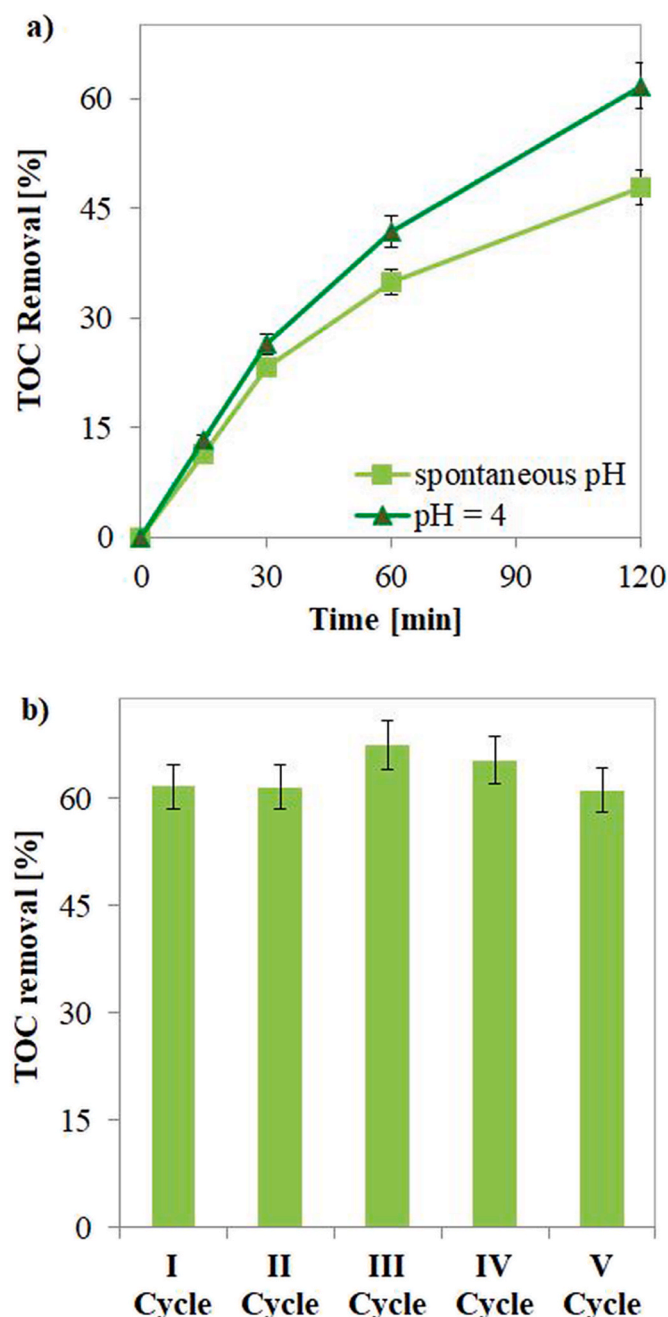 a)
TOC Removal [%]
60
45
30
15
0
spontaneous pH
pH = 4
0 30 60 90 120
Time [min]
b)
TOC removal [%]
60
45
30
15
0
I II III IV V
Cycle Cycle Cycle Cycle Cycle